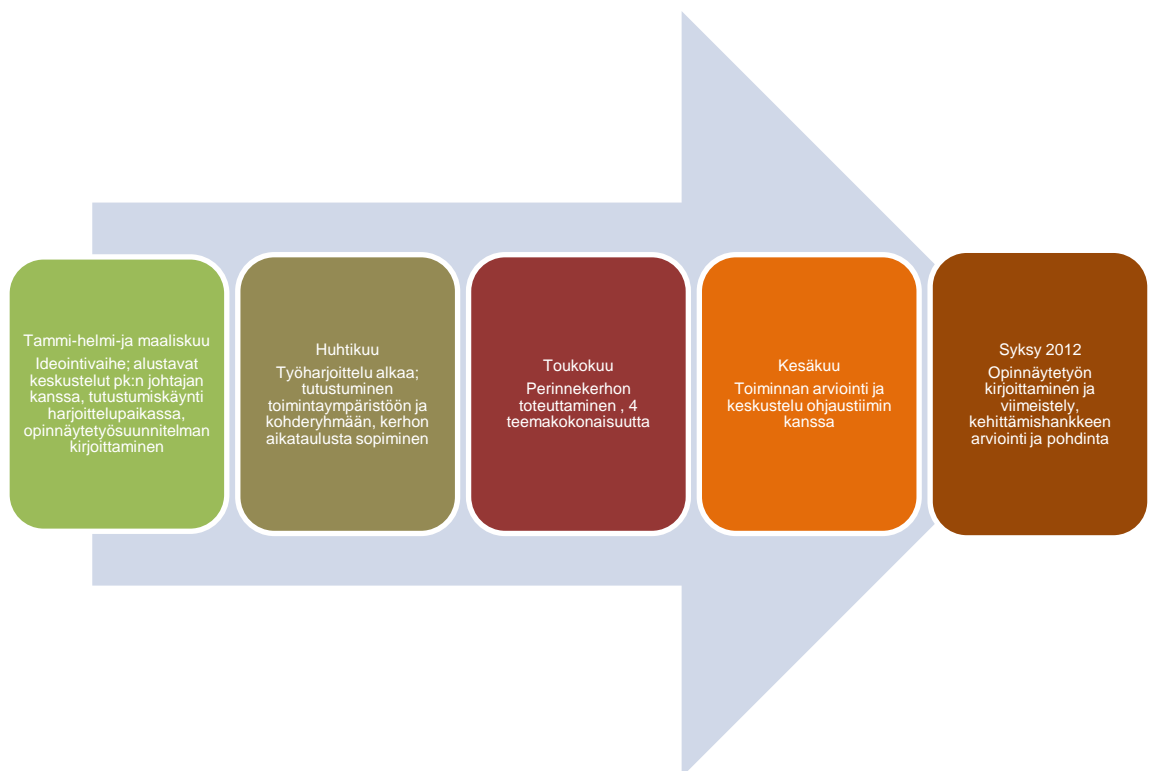 Tammi-helmi-ja maaliskuu
Ideointivaihe; alustavat
keskustelut pk:n johtajan
kanssa, tutustumiskäynti
harjoittelupaikassa,
opinnäytetyösuunnitelman
kirjoittaminen
Huhtikuu
Työharjoittelu alkaa;
tutustuminen
toimintaympäristöön ja
kohderyhmään, kerhon
aikataulusta sopiminen
Toukokuu
Perinnekerhon
toteuttaminen , 4
teemakokonaisuutta
Kesäkuu
Toiminnan arviointi ja
keskustelu ohjaustiimin
kanssa
Syksy 2012
Opinnäytetyön
kirjoittaminen ja
viimeistely,
kehittämishankkeen
arviointi ja pohdinta